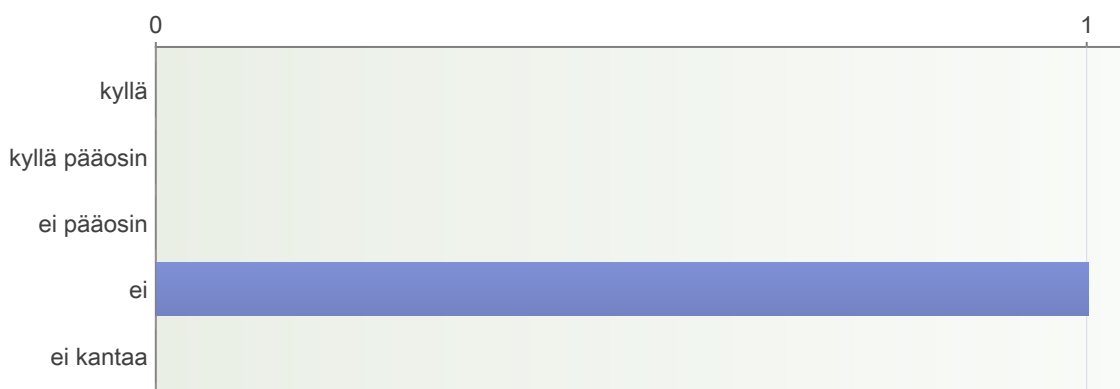 0 1
kyllä
kyllä pääosin
ei pääosin
ei
ei kantaa